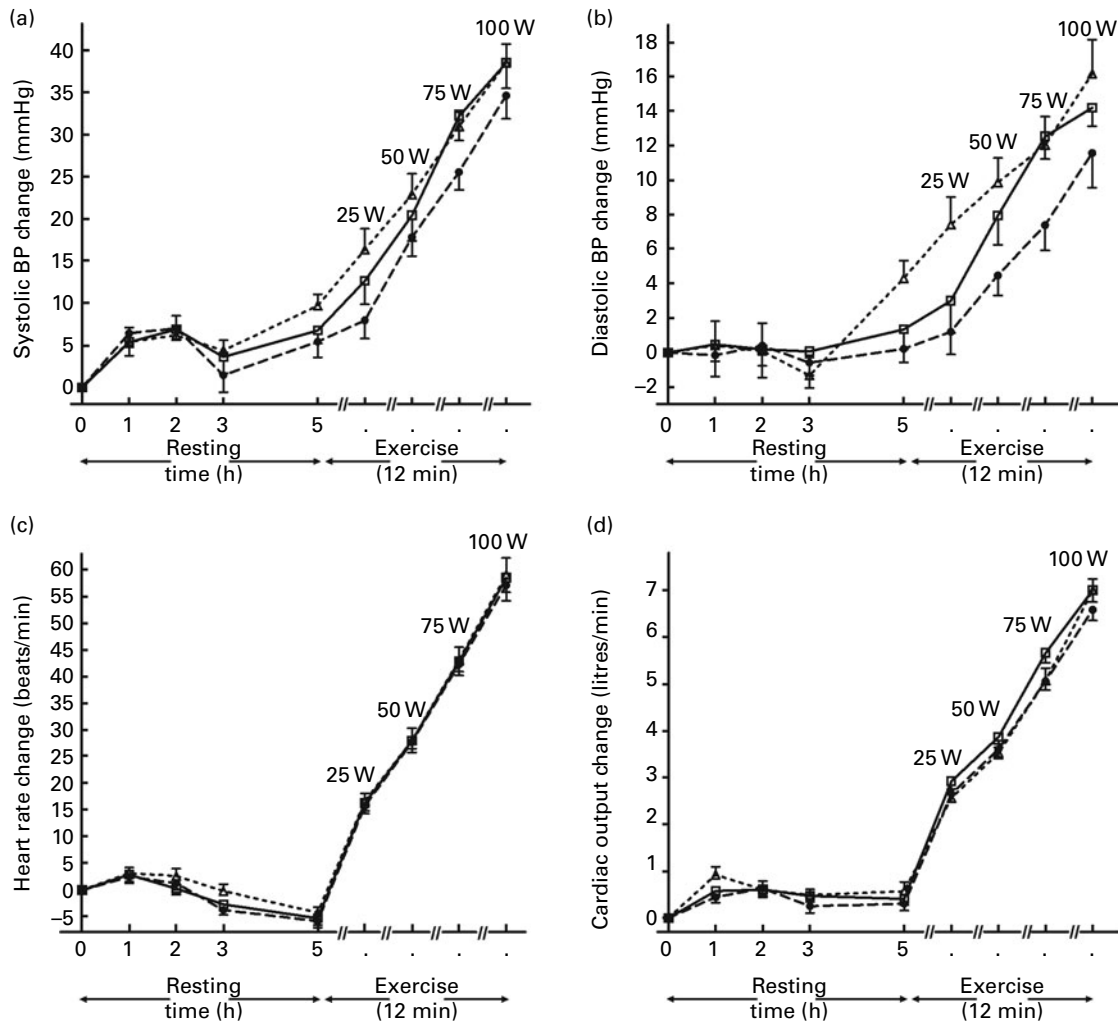 (a)
Systolic BP change (mmHg)
40
35
30
25
20
15
10
5
0
25 W
50 W
75 W
100 W
0 1 2 3 5 . . . .
Resting
time (h)
Exercise
(12 min)
(b)
Diastolic BP change (mmHg)
18
16
14
12
10
8
6
4
2
0
–2
25 W
50 W
75 W
100 W
0 1 2 3 5 . . . .
Resting
time (h)
Exercise
(12 min)
(c)
Heart rate change (beats/min)
60
55
50
45
40
35
30
25
20
15
10
5
0
–5
25 W
50 W
75 W
100 W
0 1 2 3 5 . . . .
Resting
time (h)
Exercise
(12 min)
(d)
Cardiac output change (litres/min)
7
6
5
4
3
2
1
0
25 W
50 W
75 W
100 W
0 1 2 3 5 . . . .
Resting
time (h)
Exercise
(12 min)